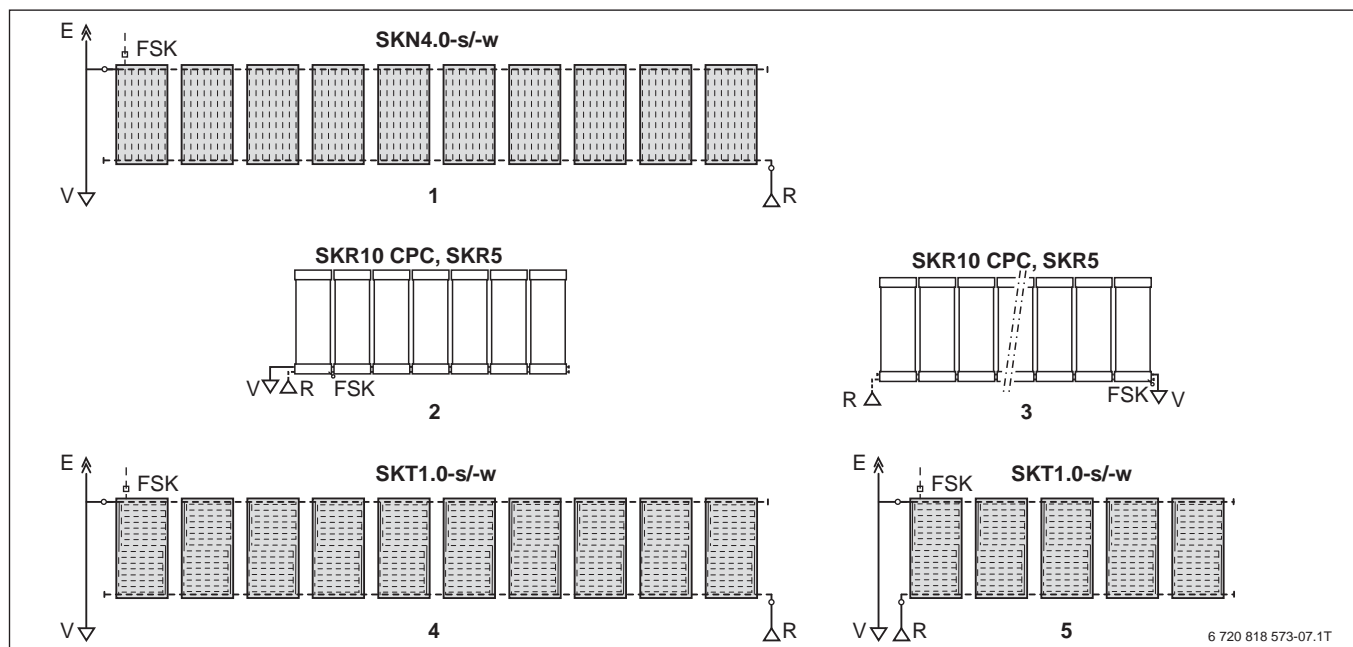 E
FSK
SKN4.0-s/-w
V
1
R
SKR10 CPC, SKR5
V
R
FSK
2
SKR10 CPC, SKR5
R
FSK
V
3
E
FSK
SKT1.0-s/-w
V
4
R
E
FSK
SKT1.0-s/-w
V
R
5
6 720 818 573-07.1T